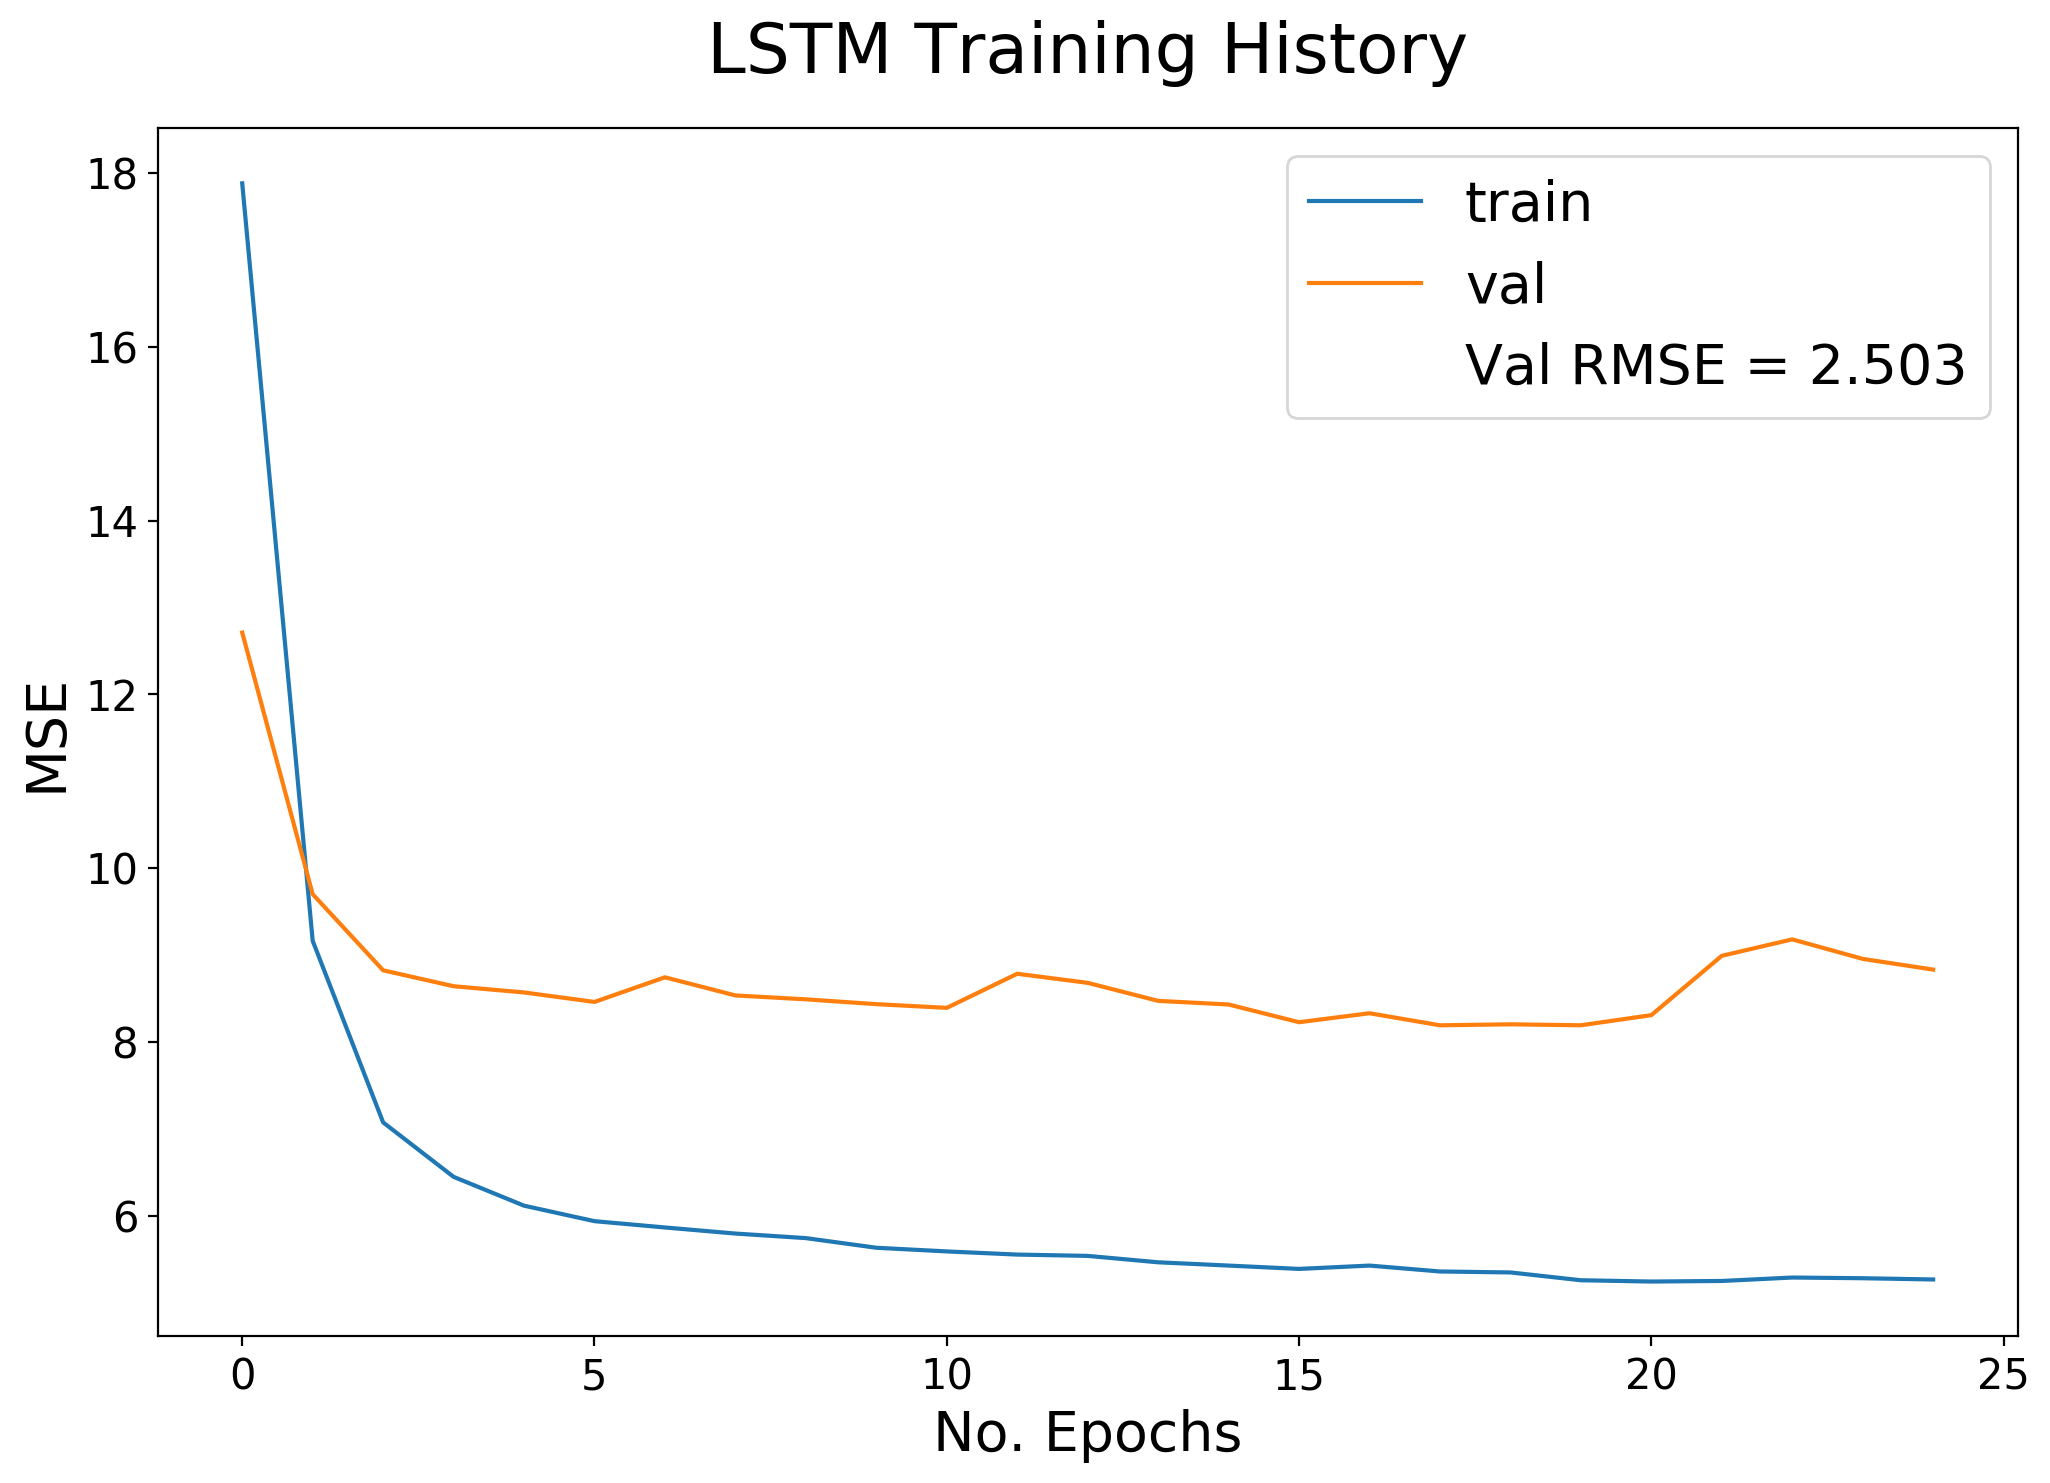 LSTM Training History
train
val
Val RMSE = 2.503
MSE
18
16
14
12
10
8
6
0 5 10 15 20 25
No. Epochs